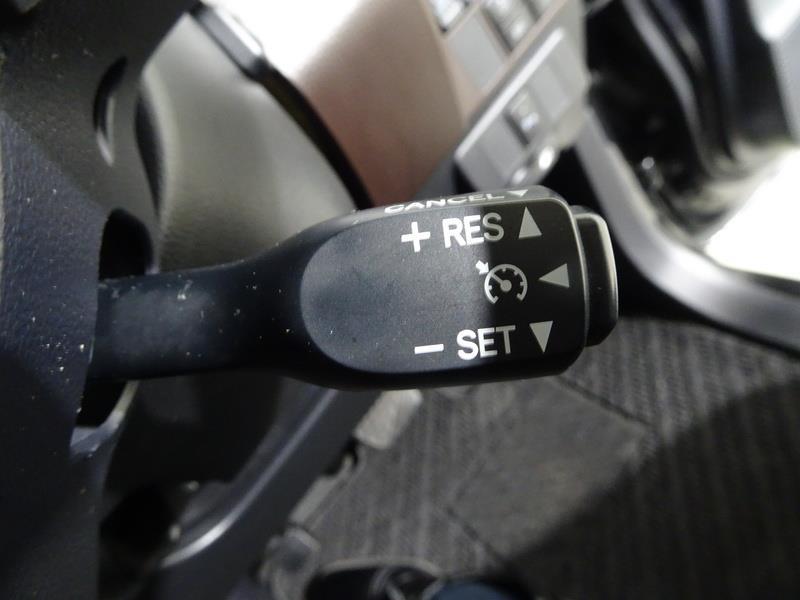 CANCEL ▼
+ RES ▲
◀
− SET ▼